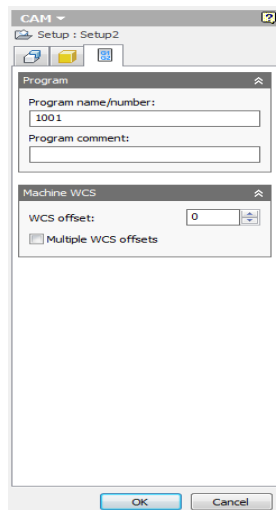 CAM
Setup : Setup2
Program
Program name/number:
1001
Program comment:
Machine WCS
WCS offset:
0
Multiple WCS offsets
OK
Cancel